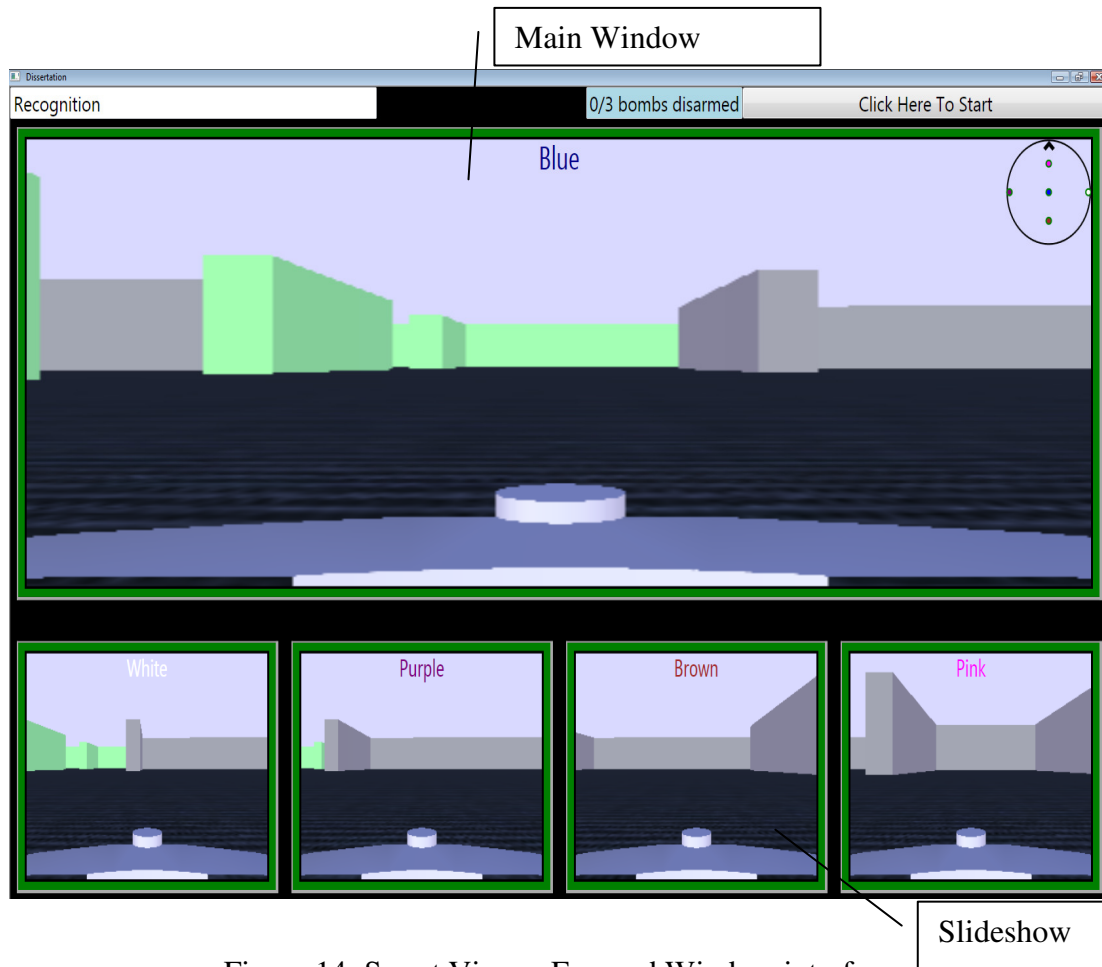 Main Window
Dissertation
Recognition
0/3 bombs disarmed
Click Here To Start
Blue
White
Purple
Brown
Pink
Slideshow